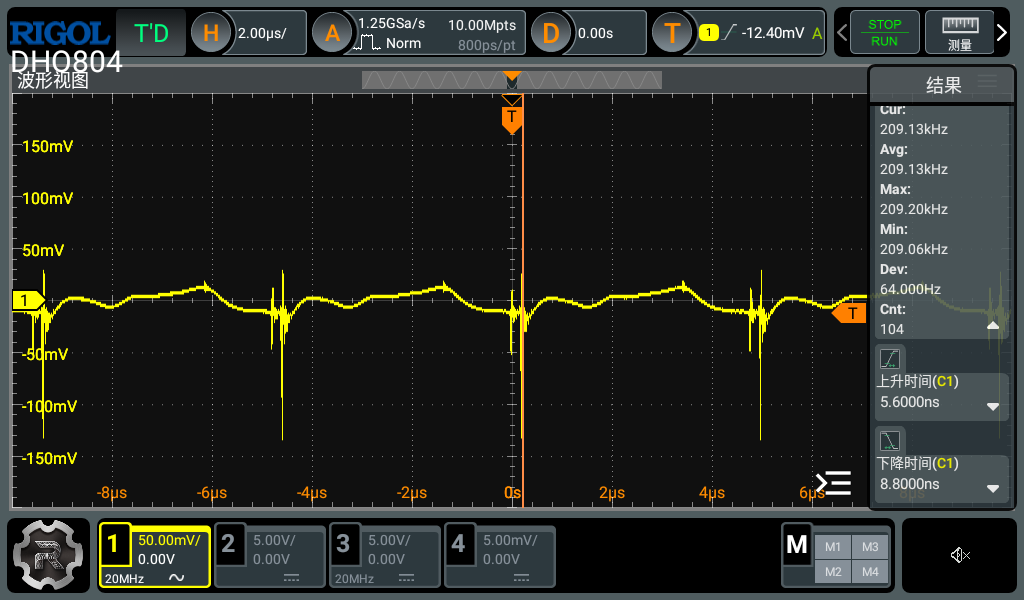 RIGOL
DHO804
T'D
H
2.00µs/
A
1.25GSa/s
10.00Mpts
Norm
800ps/pt
D
0.00s
T
1
-12.40mV
A
STOP
RUN
测量
波形视图
结果
T
150mV
100mV
50mV
1
-50mV
-100mV
-150mV
T
-8µs
-6µs
-4µs
-2µs
0s
2µs
4µs
6µs
8µs
Cur:
209.13kHz
Avg:
209.13kHz
Max:
209.20kHz
Min:
209.06kHz
Dev:
64.000Hz
Cnt:
104
上升时间(C1)
5.6000ns
下降时间(C1)
8.8000ns
R
1
50.00mV/
0.00V
20MHz
2
5.00V/
0.00V
3
5.00V/
0.00V
20MHz
4
5.00mV/
0.00V
M
M1
M3
M2
M4